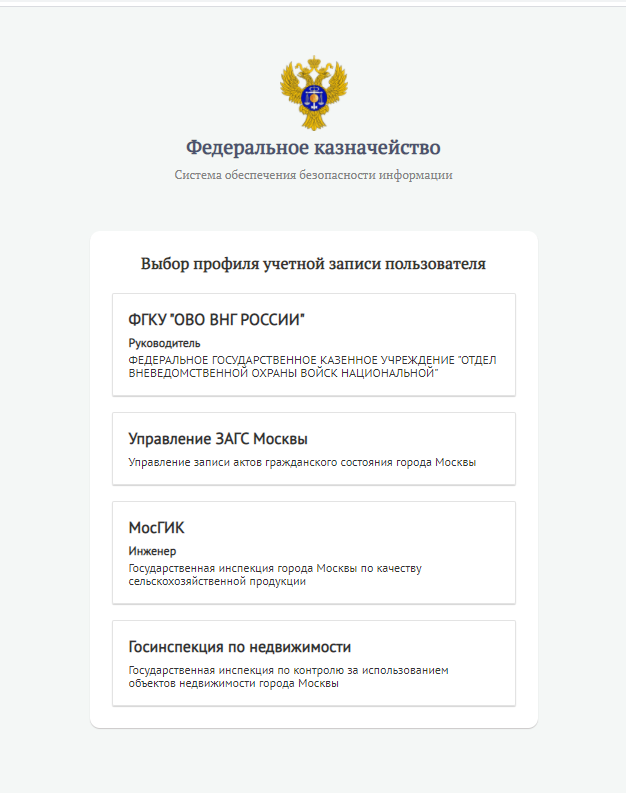 Федеральное казначейство
Система обеспечения безопасности информации
Выбор профиля учетной записи пользователя
ФГКУ "ОВО ВНГ РОССИИ"
Руководитель
ФЕДЕРАЛЬНОЕ ГОСУДАРСТВЕННОЕ КАЗЕННОЕ УЧРЕЖДЕНИЕ "ОТДЕЛ
ВНЕВЕДОМСТВЕННОЙ ОХРАНЫ ВОЙСК НАЦИОНАЛЬНОЙ"
Управление ЗАГС Москвы
Управление записи актов гражданского состояния города Москвы
МосГИК
Инженер
Государственная инспекция города Москвы по качеству
сельскохозяйственной продукции
Госинспекция по недвижимости
Государственная инспекция по контролю за использованием
объектов недвижимости города Москвы